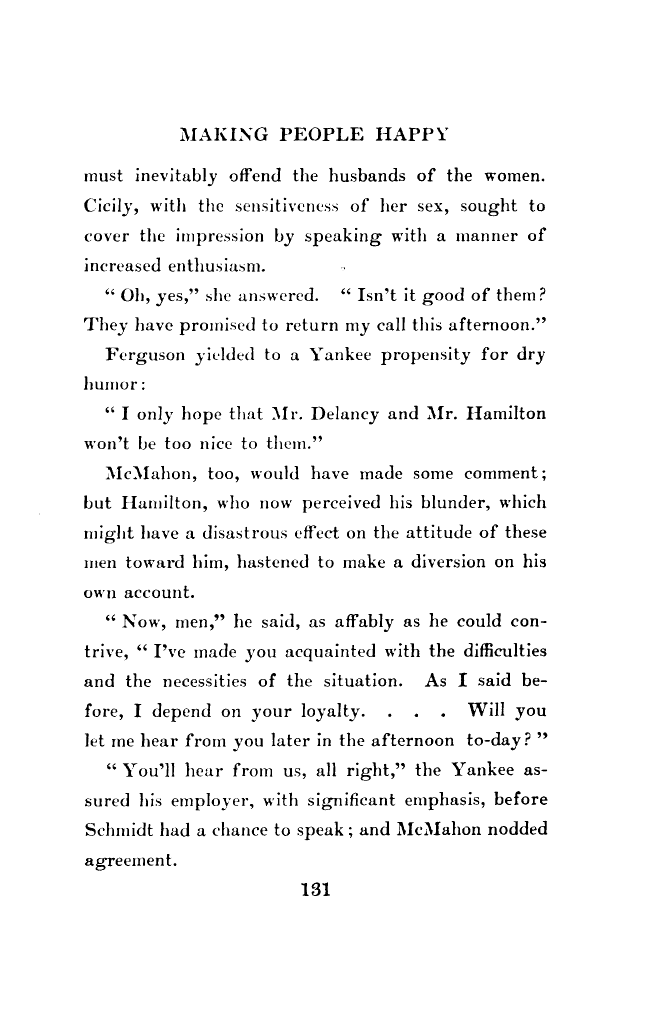 MAKING PEOPLE HAPPY
must inevitably offend the husbands of the women.
Cicily, with the sensitiveness of her sex, sought to
cover the impression by speaking with a manner of
increased enthusiasm.
“ Oh, yes,” she answered. “ Isn’t it good of them?
They have promised to return my call this afternoon.”
Ferguson yielded to a Yankee propensity for dry
humor:
“ I only hope that Mr. Delancy and Mr. Hamilton
won’t be too nice to them.”
McMahon, too, would have made some comment;
but Hamilton, who now perceived his blunder, which
might have a disastrous effect on the attitude of these
men toward him, hastened to make a diversion on his
own account.
“ Now, men,” he said, as affably as he could con-
trive, “ I’ve made you acquainted with the difficulties
and the necessities of the situation. As I said be-
fore, I depend on your loyalty. . . . Will you
let me hear from you later in the afternoon to-day? ”
“ You’ll hear from us, all right,” the Yankee as-
sured his employer, with significant emphasis, before
Schmidt had a chance to speak; and McMahon nodded
agreement.
131